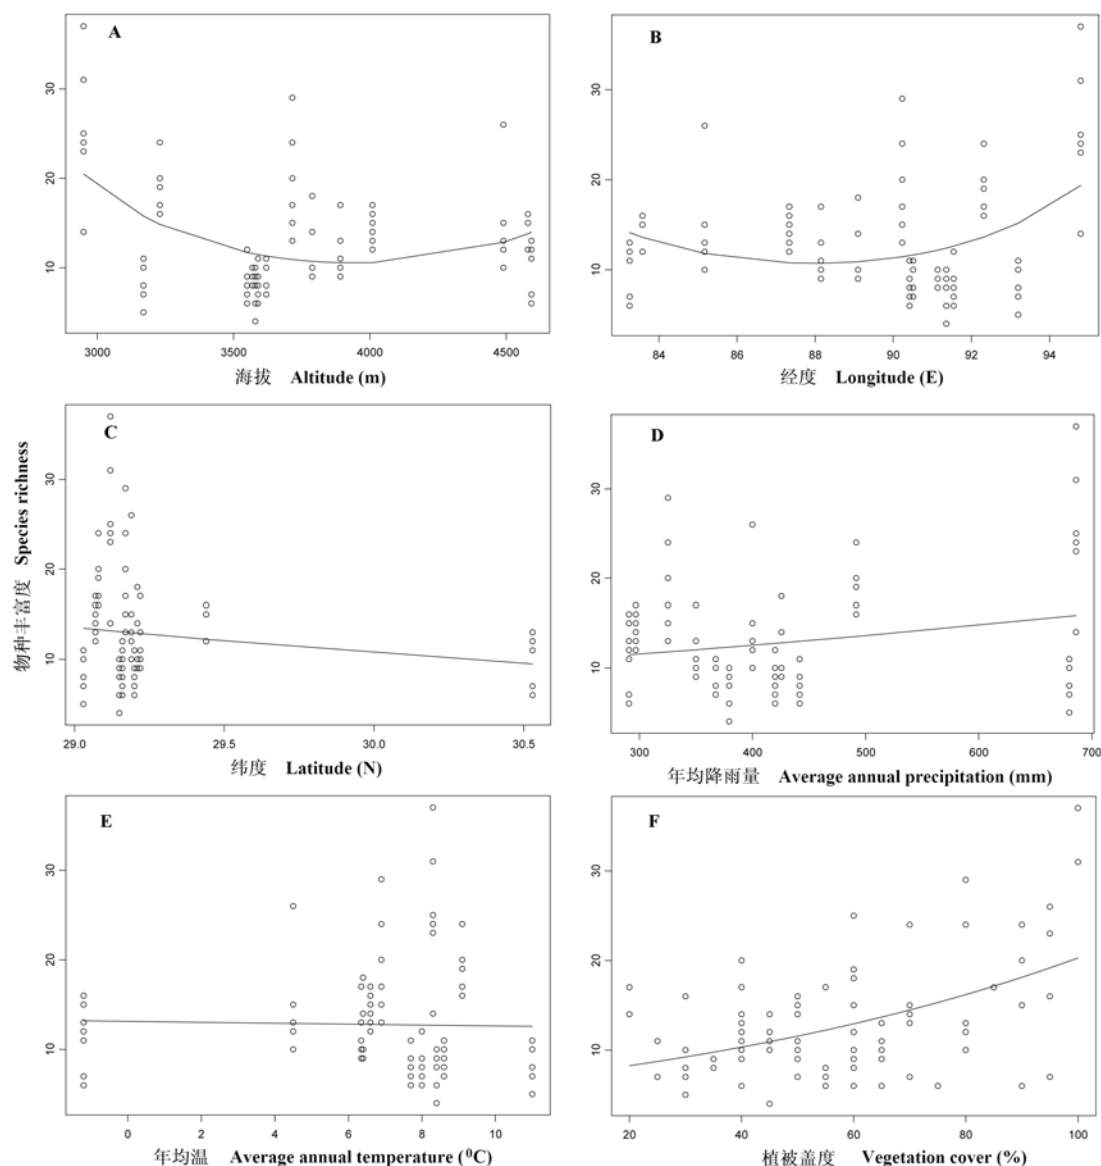 A
30
20
10
3000 3500 4000 4500
海拔 Altitude (m)
B
30
20
10
84 86 88 90 92 94
经度 Longitude (E)
物种丰富度 Species richness
C
30
20
10
29.0 29.5 30.0 30.5
纬度 Latitude (N)
D
30
20
10
300 400 500 600 700
年均降雨量 Average annual precipitation (mm)
E
30
20
10
0 2 4 6 8 10
年均温 Average annual temperature (⁰C)
F
30
20
10
20 40 60 80 100
植被盖度 Vegetation cover (%)